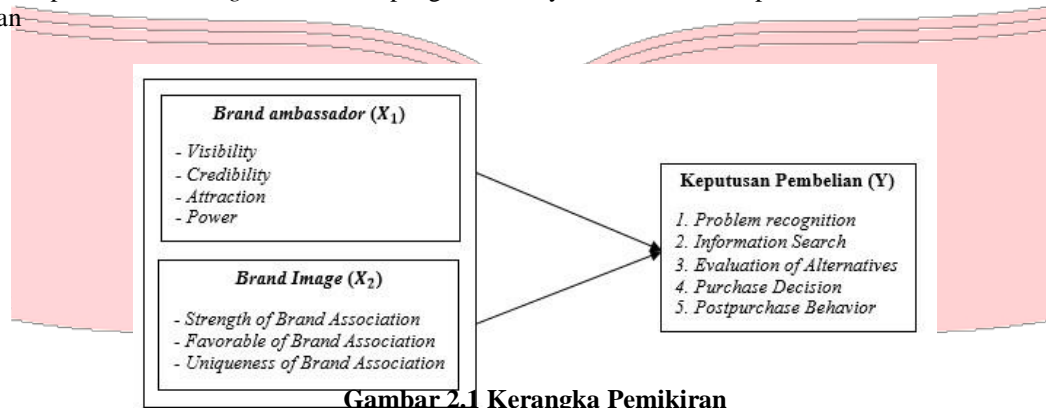 an
Brand ambassador (X1)
- Visibility
- Credibility
- Attraction
- Power
Brand Image (X2)
- Strength of Brand Association
- Favorable of Brand Association
- Uniqueness of Brand Association
Keputusan Pembelian (Y)
1. Problem recognition
2. Information Search
3. Evaluation of Alternatives
4. Purchase Decision
5. Postpurchase Behavior
Gambar 2.1 Kerangka Pemikiran